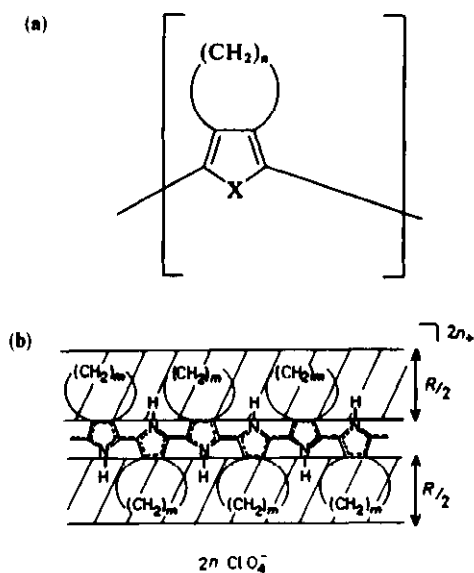 (a)
(CH₂)ₙ
X
(b)
2n+
(CH₂)ₘ (CH₂)ₘ (CH₂)ₘ
H H H
R/2
N N N
N N N
H H H
R/2
(CH₂)ₘ (CH₂)ₘ (CH₂)ₘ
2n ClO₄⁻